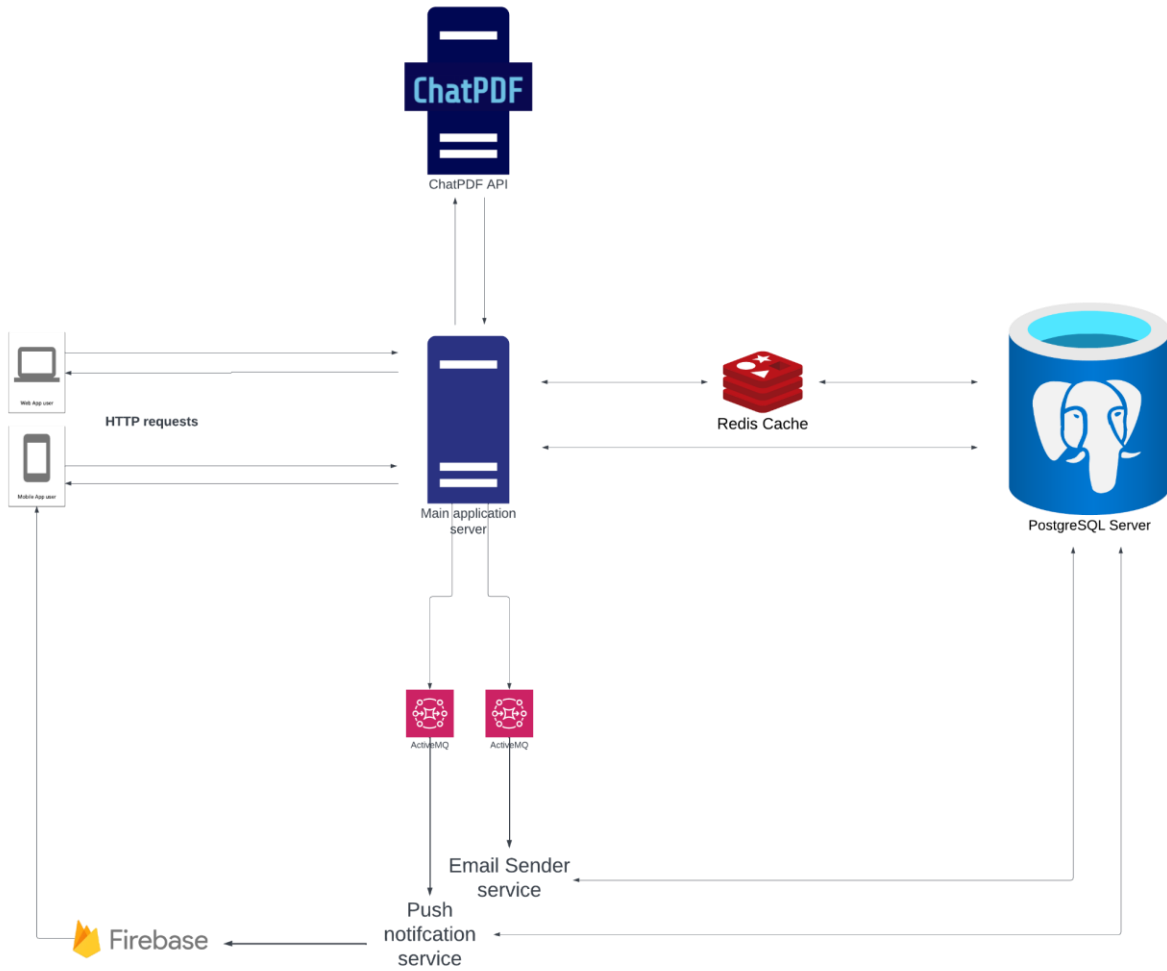 ChatPDF
ChatPDF API
Web App user
HTTP requests
Mobile App user
Main application
server
Redis Cache
PostgreSQL Server
ActiveMQ
ActiveMQ
Email Sender
service
Push
notifcation
service
Firebase